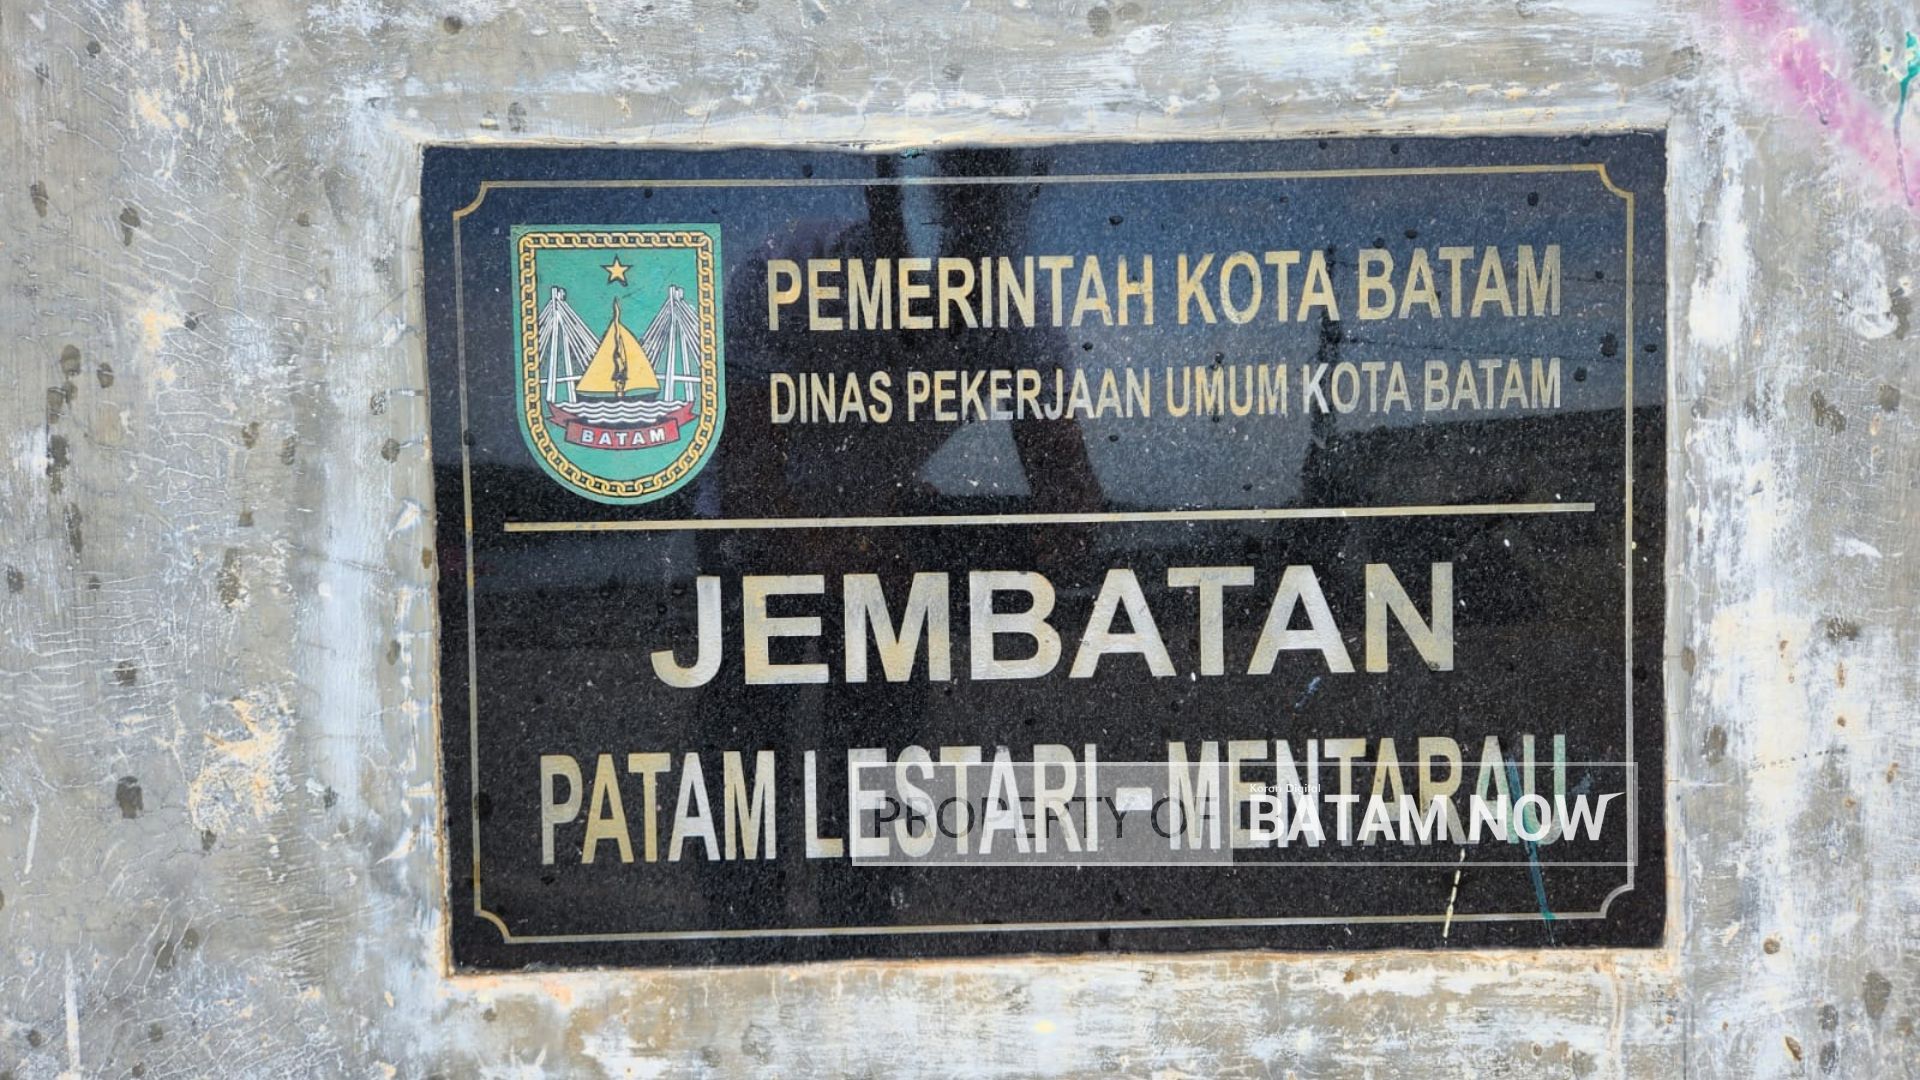 PEMERINTAH KOTA BATAM
DINAS PEKERJAAN UMUM KOTA BATAM
BATAM
JEMBATAN
PATAM LESTARI - MENTARAU
PROPERTY OF
Koran Digital
BATAM NOW